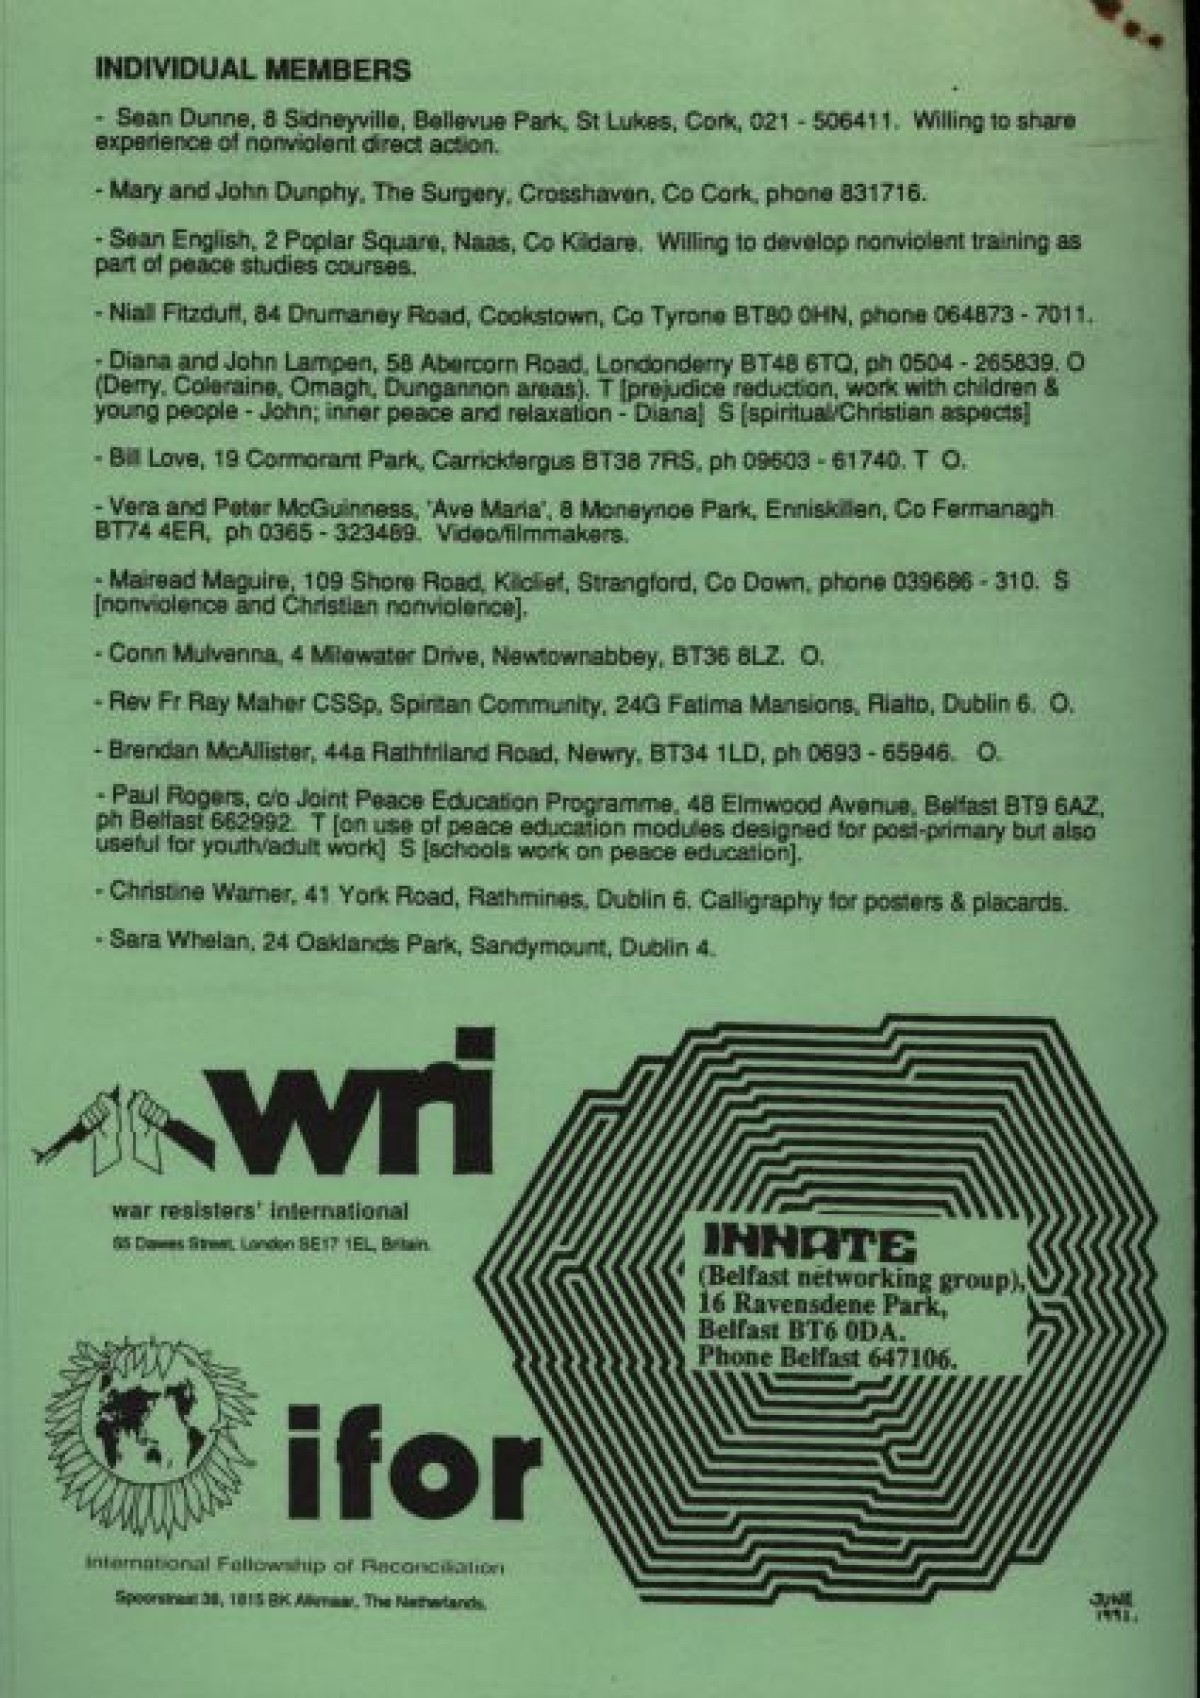 INDIVIDUAL MEMBERS
- Sean Dunne, 8 Sidneyville, Bellevue Park, St Lukes, Cork, 021 - 506411. Willing to share
experience of nonviolent direct action.
- Mary and John Dunphy, The Surgery, Crosshaven, Co Cork, phone 831716.
- Sean English, 2 Poplar Square, Naas, Co Kildare. Willing to develop nonviolent training as
part of peace studies courses.
- Niall Fitzduff, 84 Drumaney Road, Cookstown, Co Tyrone BT80 0HN, phone 064873 - 7011.
- Diana and John Lampen, 58 Abercorn Road, Londonderry BT48 6TQ, ph 0504 - 265839. O
(Derry, Coleraine, Omagh, Dungannon areas). T [prejudice reduction, work with children &
young people - John; inner peace and relaxation - Diana] S [spiritual/Christian aspects]
- Bill Love, 19 Cormorant Park, Carrickfergus BT38 7RS, ph 09603 - 61740. T O.
- Vera and Peter McGuinness, 'Ave Maria', 8 Moneynoe Park, Enniskillen, Co Fermanagh
BT74 4ER, ph 0365 - 323489. Video/filmmakers.
- Mairead Maguire, 109 Shore Road, Kilclief, Strangford, Co Down, phone 039686 - 310. S
[nonviolence and Christian nonviolence].
- Conn Mulvenna, 4 Milewater Drive, Newtownabbey, BT36 8LZ. O.
- Rev Fr Ray Maher CSSp, Spiritan Community, 24G Fatima Mansions, Rialto, Dublin 6. O.
- Brendan McAllister, 44a Rathfriland Road, Newry, BT34 1LD, ph 0693 - 65946. O.
- Paul Rogers, c/o Joint Peace Education Programme, 48 Elmwood Avenue, Belfast BT9 6AZ,
ph Belfast 662992. T [on use of peace education modules designed for post-primary but also
useful for youth/adult work] S [schools work on peace education].
- Christine Warner, 41 York Road, Rathmines, Dublin 6. Calligraphy for posters & placards.
- Sara Whelan, 24 Oaklands Park, Sandymount, Dublin 4.
wri
war resisters' international
55 Dawes Street, London SE17 1EL, Britain.
INNATE
(Belfast networking group),
16 Ravensdene Park,
Belfast BT6 0DA.
Phone Belfast 647106.
ifor
International Fellowship of Reconciliation
Spoorstraat 38, 1815 BK Alkmaar, The Netherlands.
JUNE
1991.